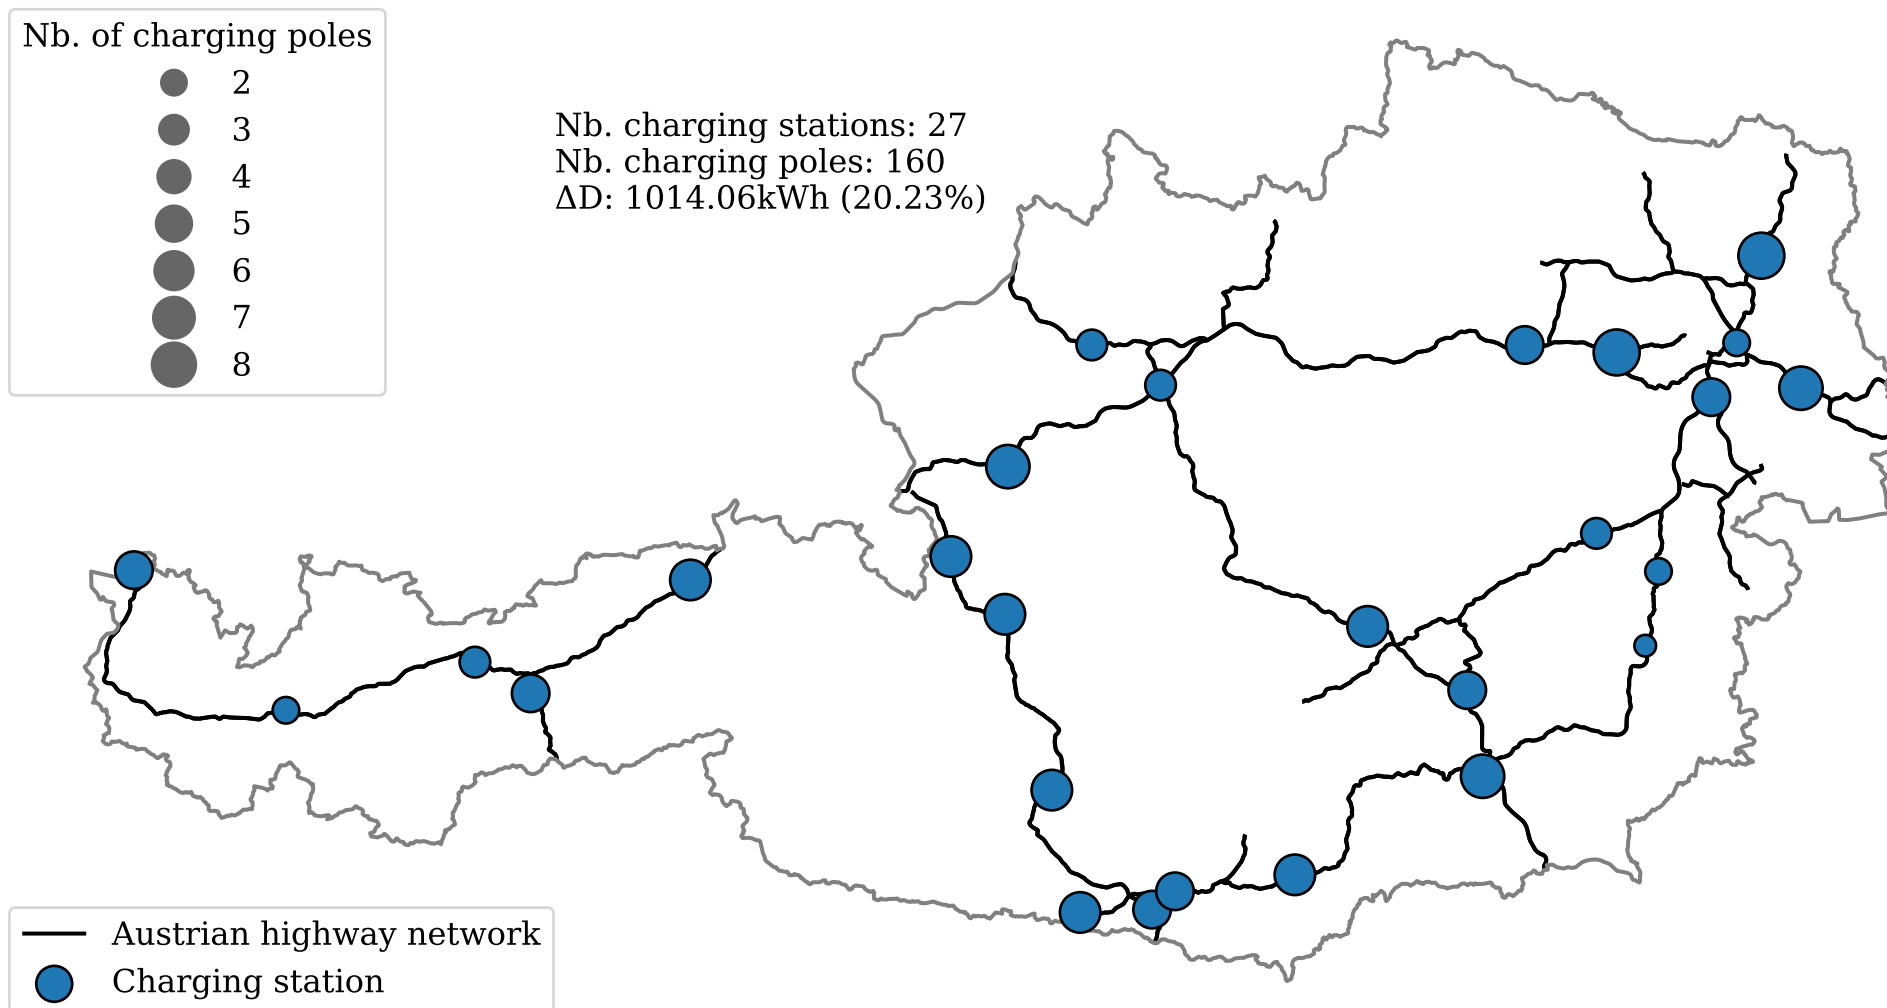 Nb. of charging poles
2
3
4
5
6
7
8
Nb. charging stations: 27
Nb. charging poles: 160
ΔD: 1014.06kWh (20.23%)
Austrian highway network
Charging station